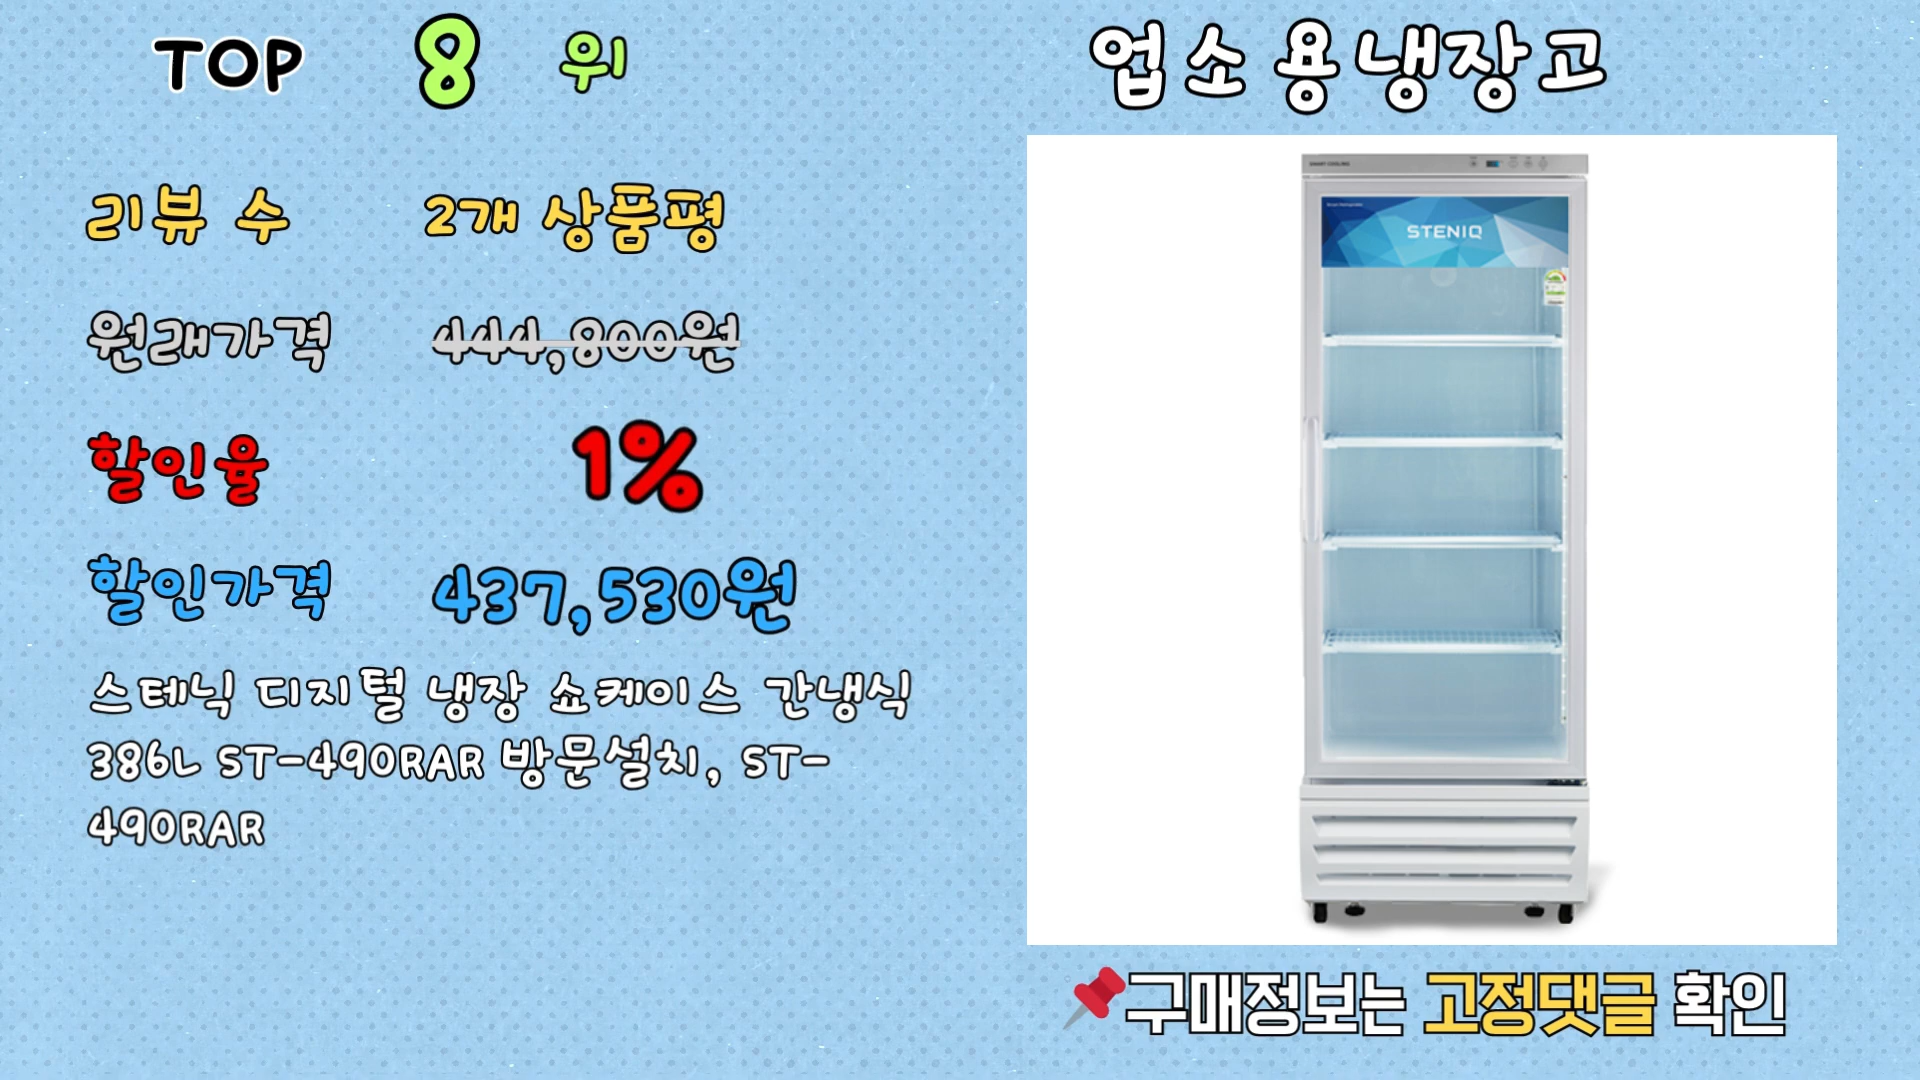 TOP 8 위
업소용냉장고
리뷰 수 2개 상품평
원래가격 444,800원
할인율 1%
할인가격 437,530원
스테닉 디지털 냉장 쇼케이스 간냉식
386L ST-490RAR 방문설치, ST-
490RAR
SMART COOLING
STENIQ
구매정보는 고정댓글 확인